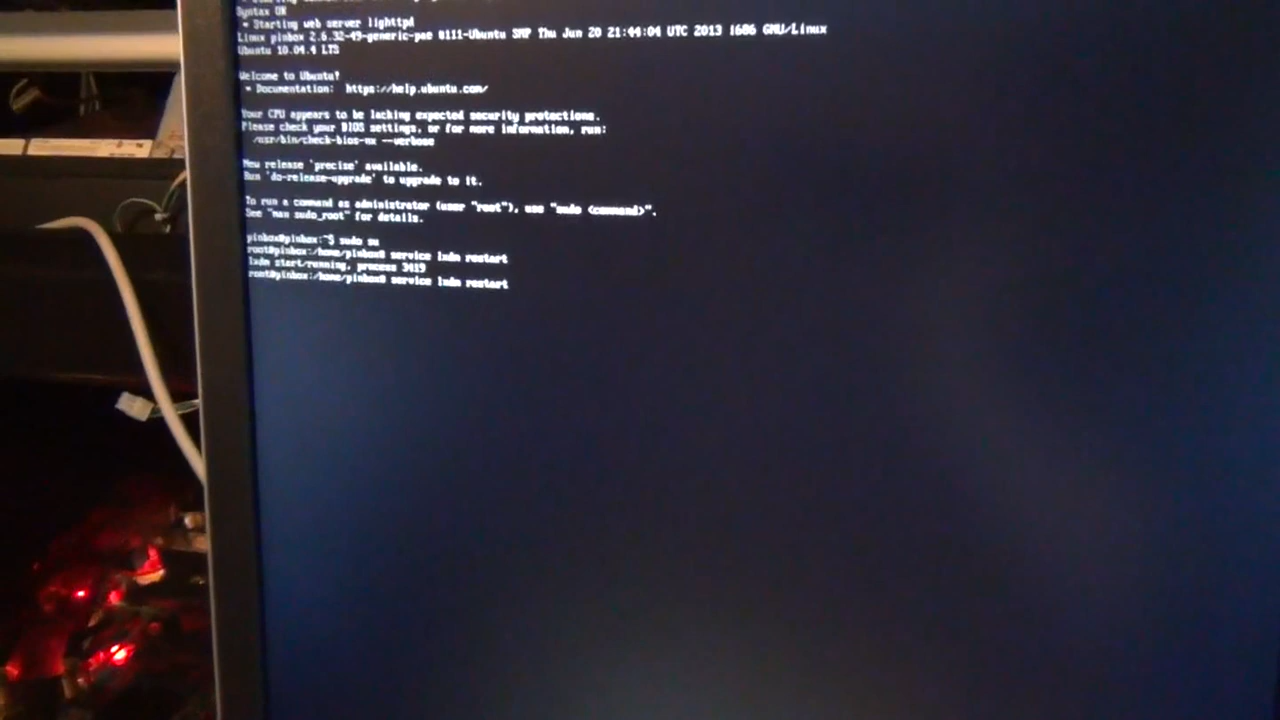 Syntax OK
* Starting web server lighttpd
Linux pinbox 2.6.32-49-generic-pae #111-Ubuntu SMP Thu Jun 20 21:44:04 UTC 2013 i686 GNU/Linux
Ubuntu 10.04.4 LTS
Welcome to Ubuntu!
* Documentation: https://help.ubuntu.com/
Your CPU appears to be lacking expected security protections.
Please check your BIOS settings, or for more information, run:
/usr/bin/check-bios-nx --verbose
New release 'precise' available.
Run 'do-release-upgrade' to upgrade to it.
To run a command as administrator (user "root"), use "sudo <command>".
See "man sudo_root" for details.
pinbox@pinbox:~$ sudo su
root@pinbox:/home/pinbox# service lxdm restart
lxdm start/running, process 3419
root@pinbox:/home/pinbox# service lxdm restart